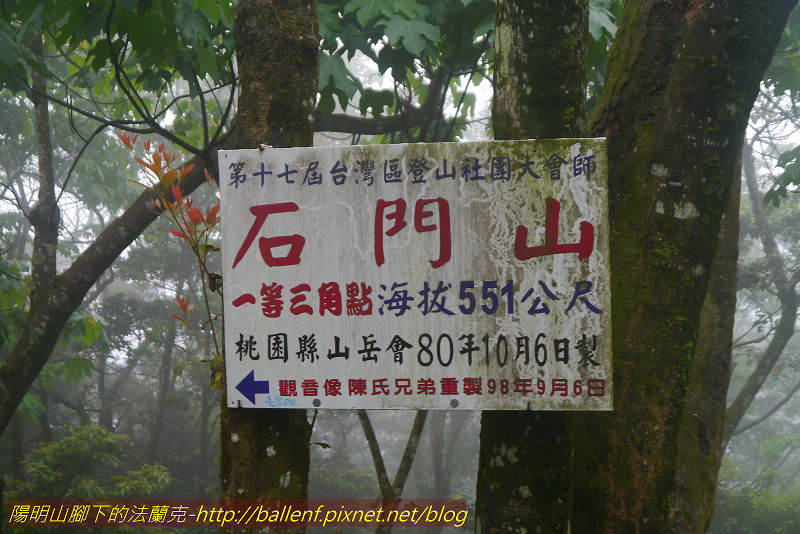 第十七屆台灣區登山社團大會師
石門山
一等三角點海拔551公尺
桃園縣山岳會80年10月6日製
觀音像 陳氏兄弟重製98年9月6日
陽明山腳下的法蘭克-http://ballenf.pixnet.net/blog